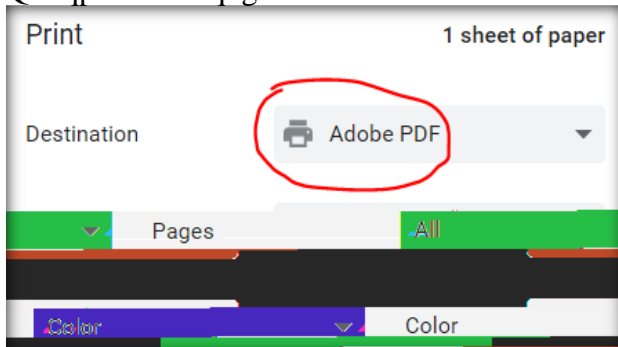 Print 1 sheet of paper
Destination Adobe PDF
Pages All
Color Color